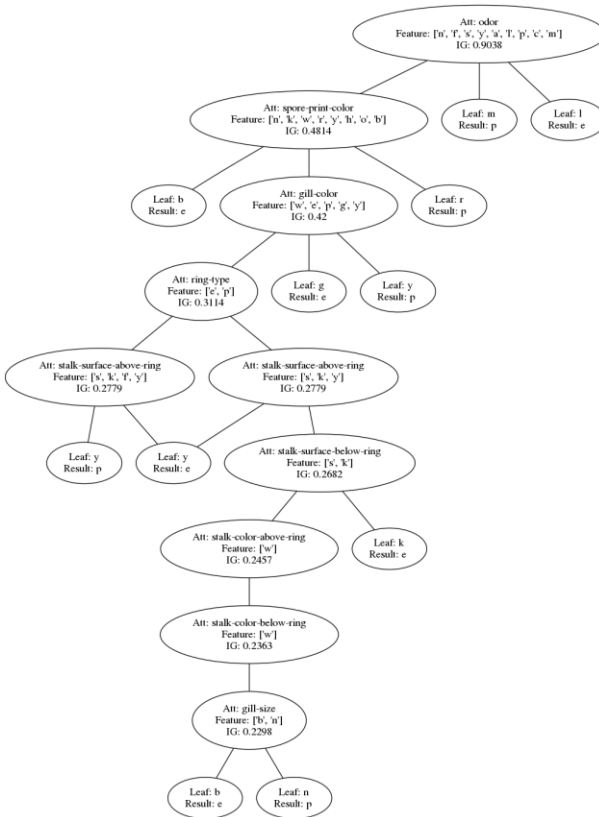 Att: odor
Feature: ['n', 'f', 's', 'y', 'a', 'l', 'p', 'c', 'm']
IG: 0.9038
Att: spore-print-color
Feature: ['n', 'k', 'w', 'r', 'y', 'h', 'o', 'b']
IG: 0.4814
Leaf: m
Result: p
Leaf: l
Result: e
Leaf: b
Result: e
Att: gill-color
Feature: ['w', 'e', 'p', 'g', 'y']
IG: 0.42
Leaf: r
Result: p
Att: ring-type
Feature: ['e', 'p']
IG: 0.3114
Leaf: g
Result: e
Leaf: y
Result: p
Att: stalk-surface-above-ring
Feature: ['s', 'k', 'f', 'y']
IG: 0.2779
Att: stalk-surface-above-ring
Feature: ['s', 'k', 'y']
IG: 0.2779
Leaf: y
Result: p
Leaf: y
Result: e
Att: stalk-surface-below-ring
Feature: ['s', 'k']
IG: 0.2682
Att: stalk-color-above-ring
Feature: ['w']
IG: 0.2457
Leaf: k
Result: e
Att: stalk-color-below-ring
Feature: ['w']
IG: 0.2363
Att: gill-size
Feature: ['b', 'n']
IG: 0.2298
Leaf: b
Result: e
Leaf: n
Result: p